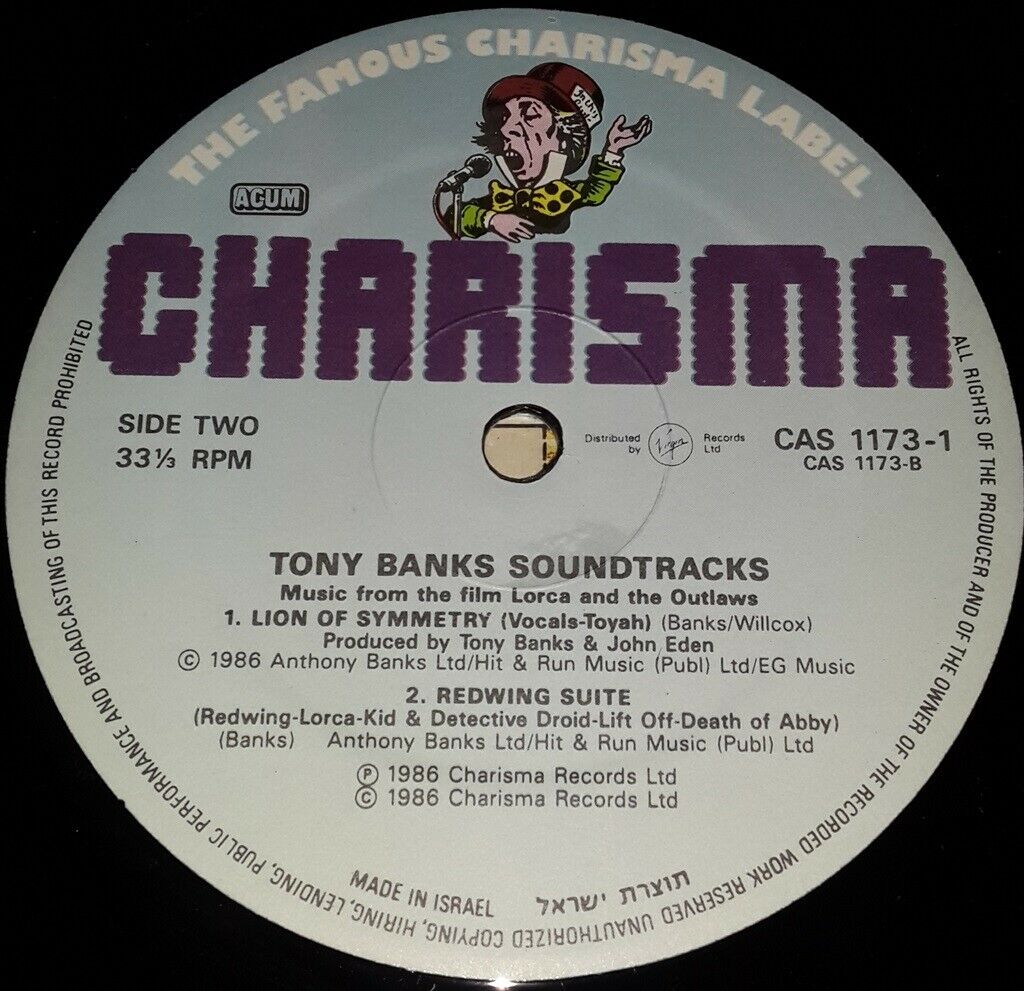 THE FAMOUS CHARISMA LABEL
ACUM
CHARISMA
SIDE TWO
33⅓ RPM
Distributed
by
Virgin
Records
Ltd
CAS 1173-1
CAS 1173-B
TONY BANKS SOUNDTRACKS
Music from the film Lorca and the Outlaws
1. LION OF SYMMETRY (Vocals-Toyah) (Banks/Willcox)
Produced by Tony Banks & John Eden
© 1986 Anthony Banks Ltd/Hit & Run Music (Publ) Ltd/EG Music
2. REDWING SUITE
(Redwing-Lorca-Kid & Detective Droid-Lift Off-Death of Abby)
(Banks) Anthony Banks Ltd/Hit & Run Music (Publ) Ltd
℗ 1986 Charisma Records Ltd
© 1986 Charisma Records Ltd
MADE IN ISRAEL תוצרת ישראל
ALL RIGHTS OF THE PRODUCER AND OF THE OWNER OF THE RECORDED WORK RESERVED UNAUTHORIZED COPYING, HIRING, LENDING, PUBLIC PERFORMANCE AND BROADCASTING OF THIS RECORD PROHIBITED